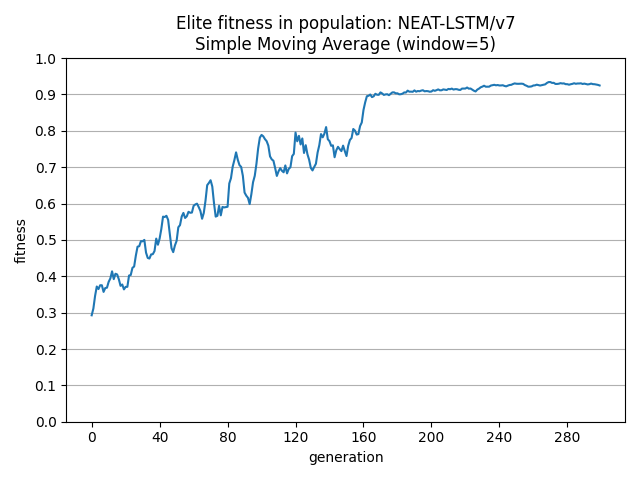 Elite fitness in population: NEAT-LSTM/v7
Simple Moving Average (window=5)
1.0
0.9
0.8
0.7
0.6
0.5
0.4
0.3
0.2
0.1
0.0
fitness
0 40 80 120 160 200 240 280
generation